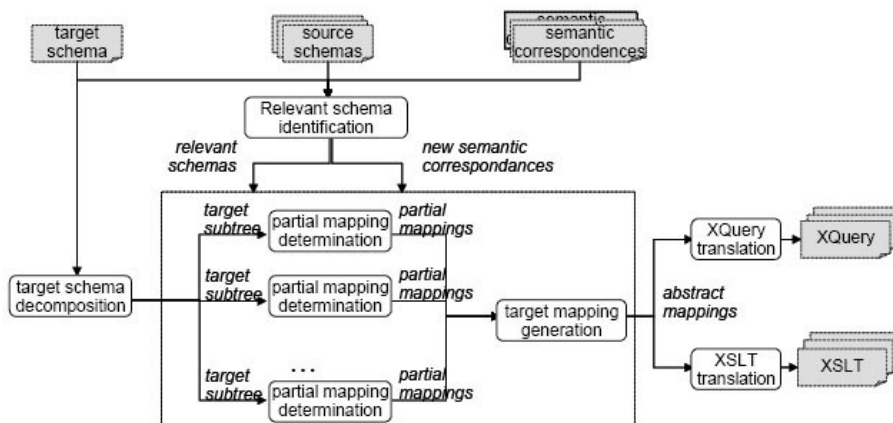 target
schema
source
schemas
semantic
semantic
correspondences
Relevant schema
identification
relevant
schemas
new semantic
correspondances
target
subtree
partial mapping
determination
partial
mappings
target schema
decomposition
target
subtree
partial mapping
determination
partial
mappings
target mapping
generation
...
target
subtree
partial mapping
determination
partial
mappings
abstract
mappings
XQuery
translation
XQuery
XSLT
translation
XSLT